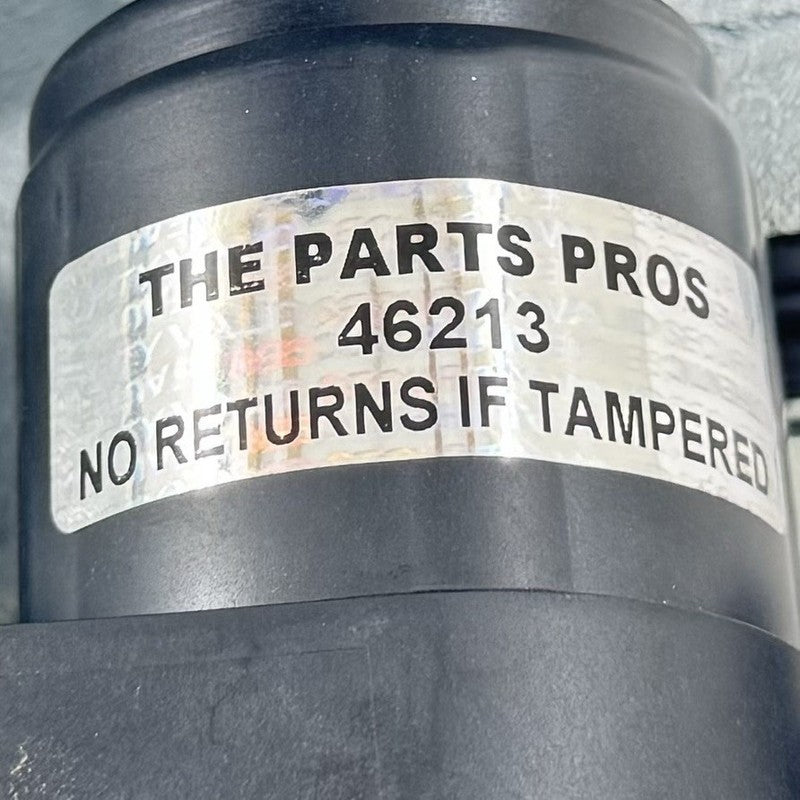 THE PARTS PROS
46213
NO RETURNS IF TAMPERED